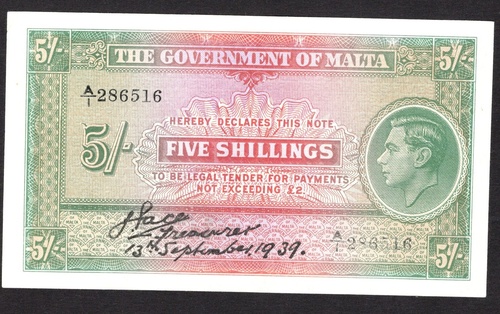 5/- THE GOVERNMENT OF MALTA 5/-
A/1 286516
HEREBY DECLARES THIS NOTE
5/- FIVE SHILLINGS
TO BE LEGAL TENDER FOR PAYMENTS
NOT EXCEEDING £2.
J Pace
Treasurer
13th September, 1939.
A/1 286516
5/- 5/-